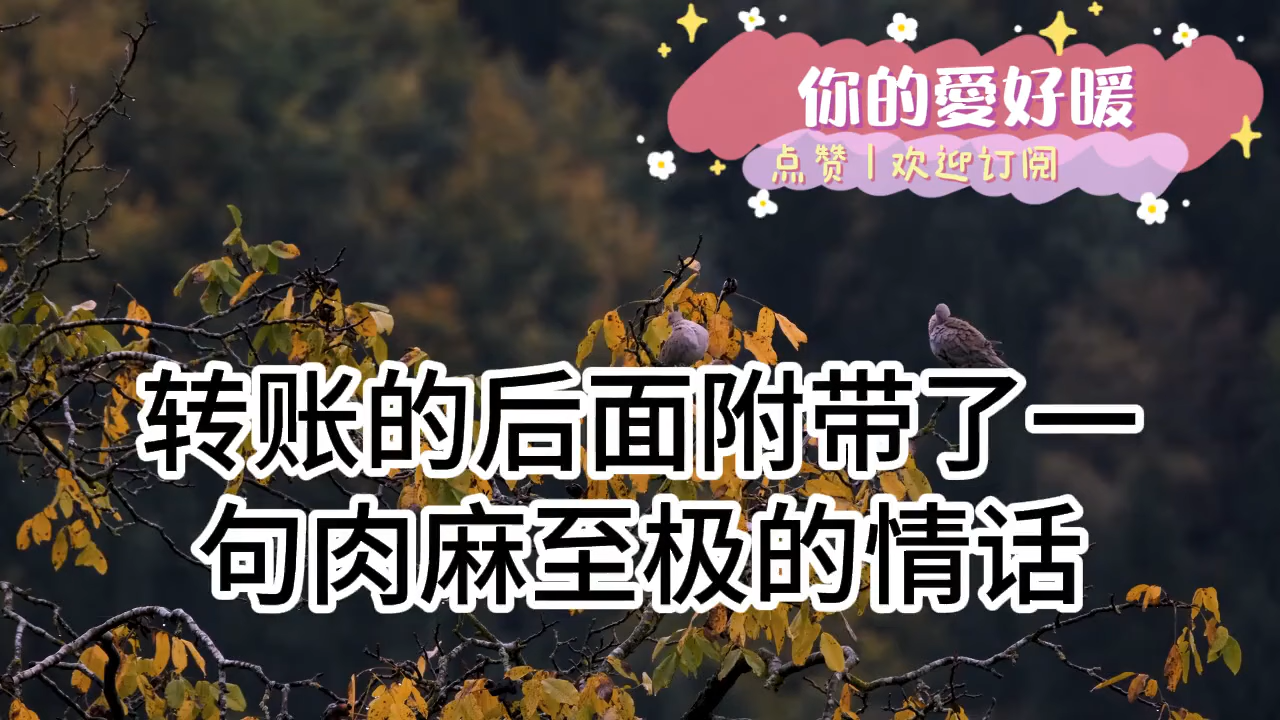 你的愛好暖
点赞 | 欢迎订阅
转账的后面附带了一
句肉麻至极的情话